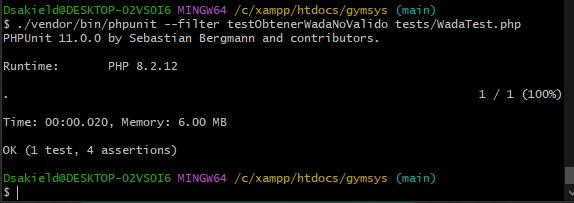 Dsakield@DESKTOP-O2VSOI6 MINGW64 /c/xampp/htdocs/gymsys (main)
$ ./vendor/bin/phpunit --filter testObtenerWadaNoValido tests/WadaTest.php
PHPUnit 11.0.0 by Sebastian Bergmann and contributors.
Runtime:       PHP 8.2.12
.                                                                   1 / 1 (100%)
Time: 00:00.020, Memory: 6.00 MB
OK (1 test, 4 assertions)
Dsakield@DESKTOP-O2VSOI6 MINGW64 /c/xampp/htdocs/gymsys (main)
$